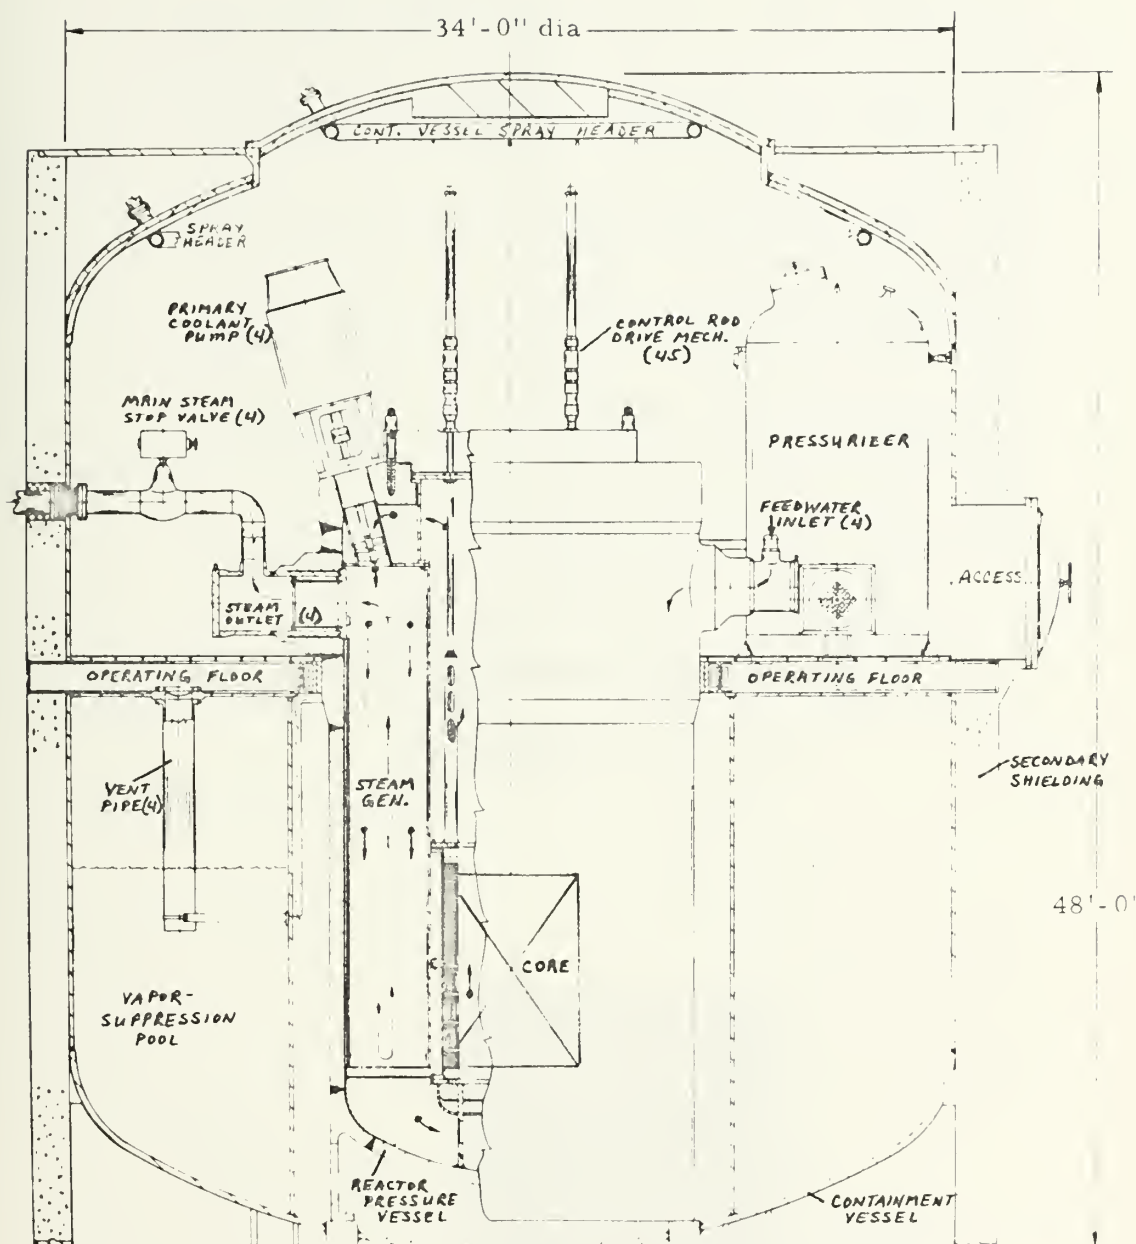 34'-0" dia
CONT. VESSEL SPRAY HEADER
SPRAY
HEADER
PRIMARY
COOLANT
PUMP (4)
CONTROL ROD
DRIVE MECH.
(45)
MAIN STEAM
STOP VALVE (4)
PRESSURIZER
FEEDWATER
INLET (4)
ACCESS
STEAM
OUTLET (4)
OPERATING FLOOR
OPERATING FLOOR
SECONDARY
SHIELDING
VENT
PIPE (4)
STEAM
GEN.
48'-0"
CORE
VAPOR-
SUPPRESSION
POOL
REACTOR
PRESSURE
VESSEL
CONTAINMENT
VESSEL